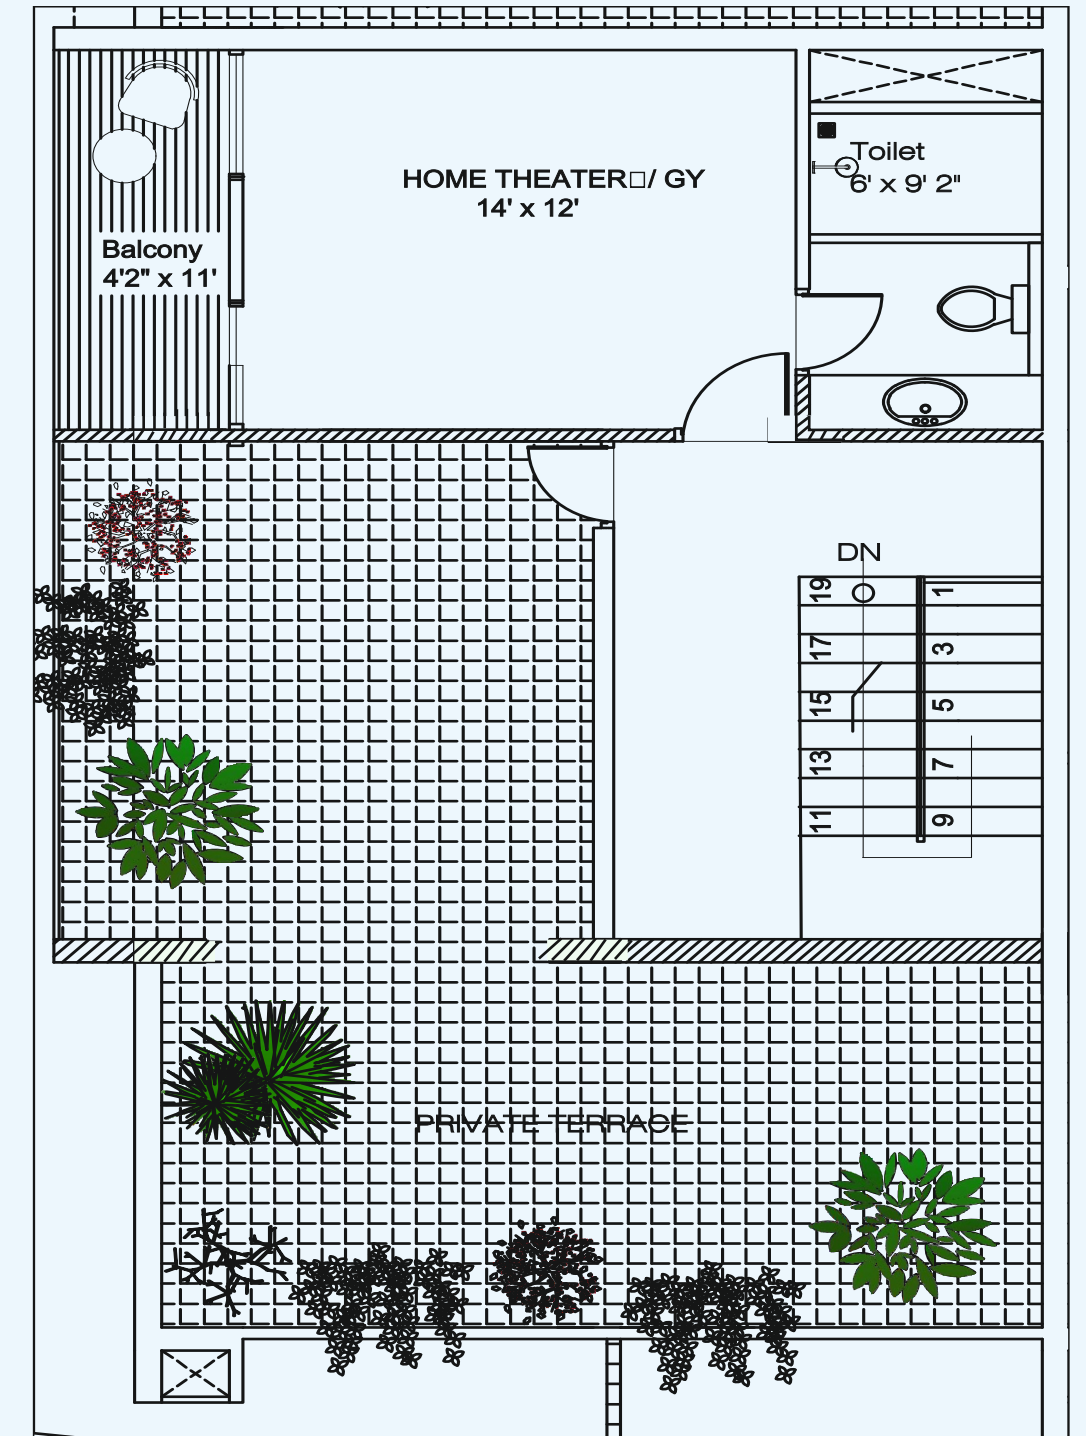 HOME THEATER□/ GY
14' x 12'
Toilet
6' x 9' 2"
Balcony
4'2" x 11'
DN
19 1
17 3
15 5
13 7
11 9
PRIVATE TERRACE